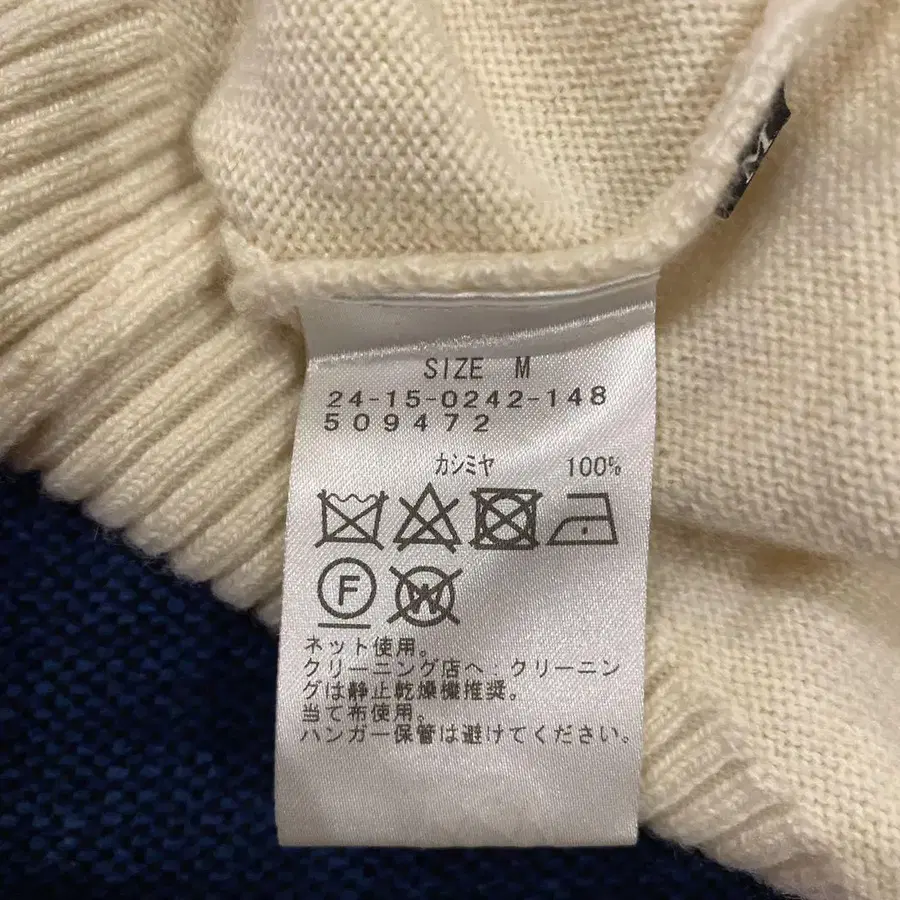 SIZE M
24-15-0242-148
509472
カシミヤ 100%
F
W
ネット使用。
クリーニング店へ・クリーニン
グは静止乾燥機推奨。
当て布使用。
ハンガー保管は避けてください。